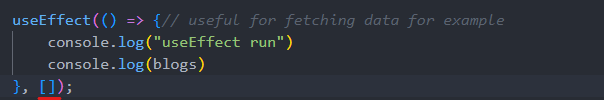 useEffect(() => {// useful for fetching data for example
    console.log("useEffect run")
    console.log(blogs)
}, []);